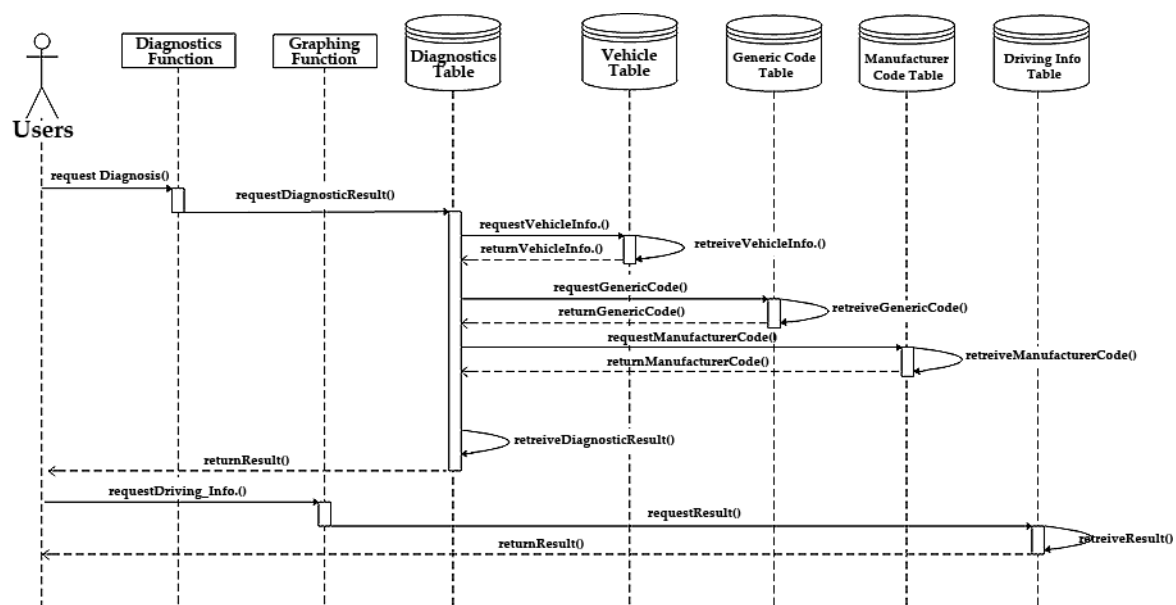 Diagnostics
Function
Graphing
Function
Diagnostics
Table
Vehicle
Table
Generic Code
Table
Manufacturer
Code Table
Driving Info
Table
Users
request Diagnosis()
requestDiagnosticResult()
requestVehicleInfo.()
returnVehicleInfo.()
retreiveVehicleInfo.()
requestGenericCode()
returnGenericCode()
retreiveGenericCode()
requestManufacturerCode()
returnManufacturerCode()
retreiveManufacturerCode()
retreiveDiagnosticResult()
returnResult()
requestDriving_Info.()
requestResult()
returnResult()
retreiveResult()